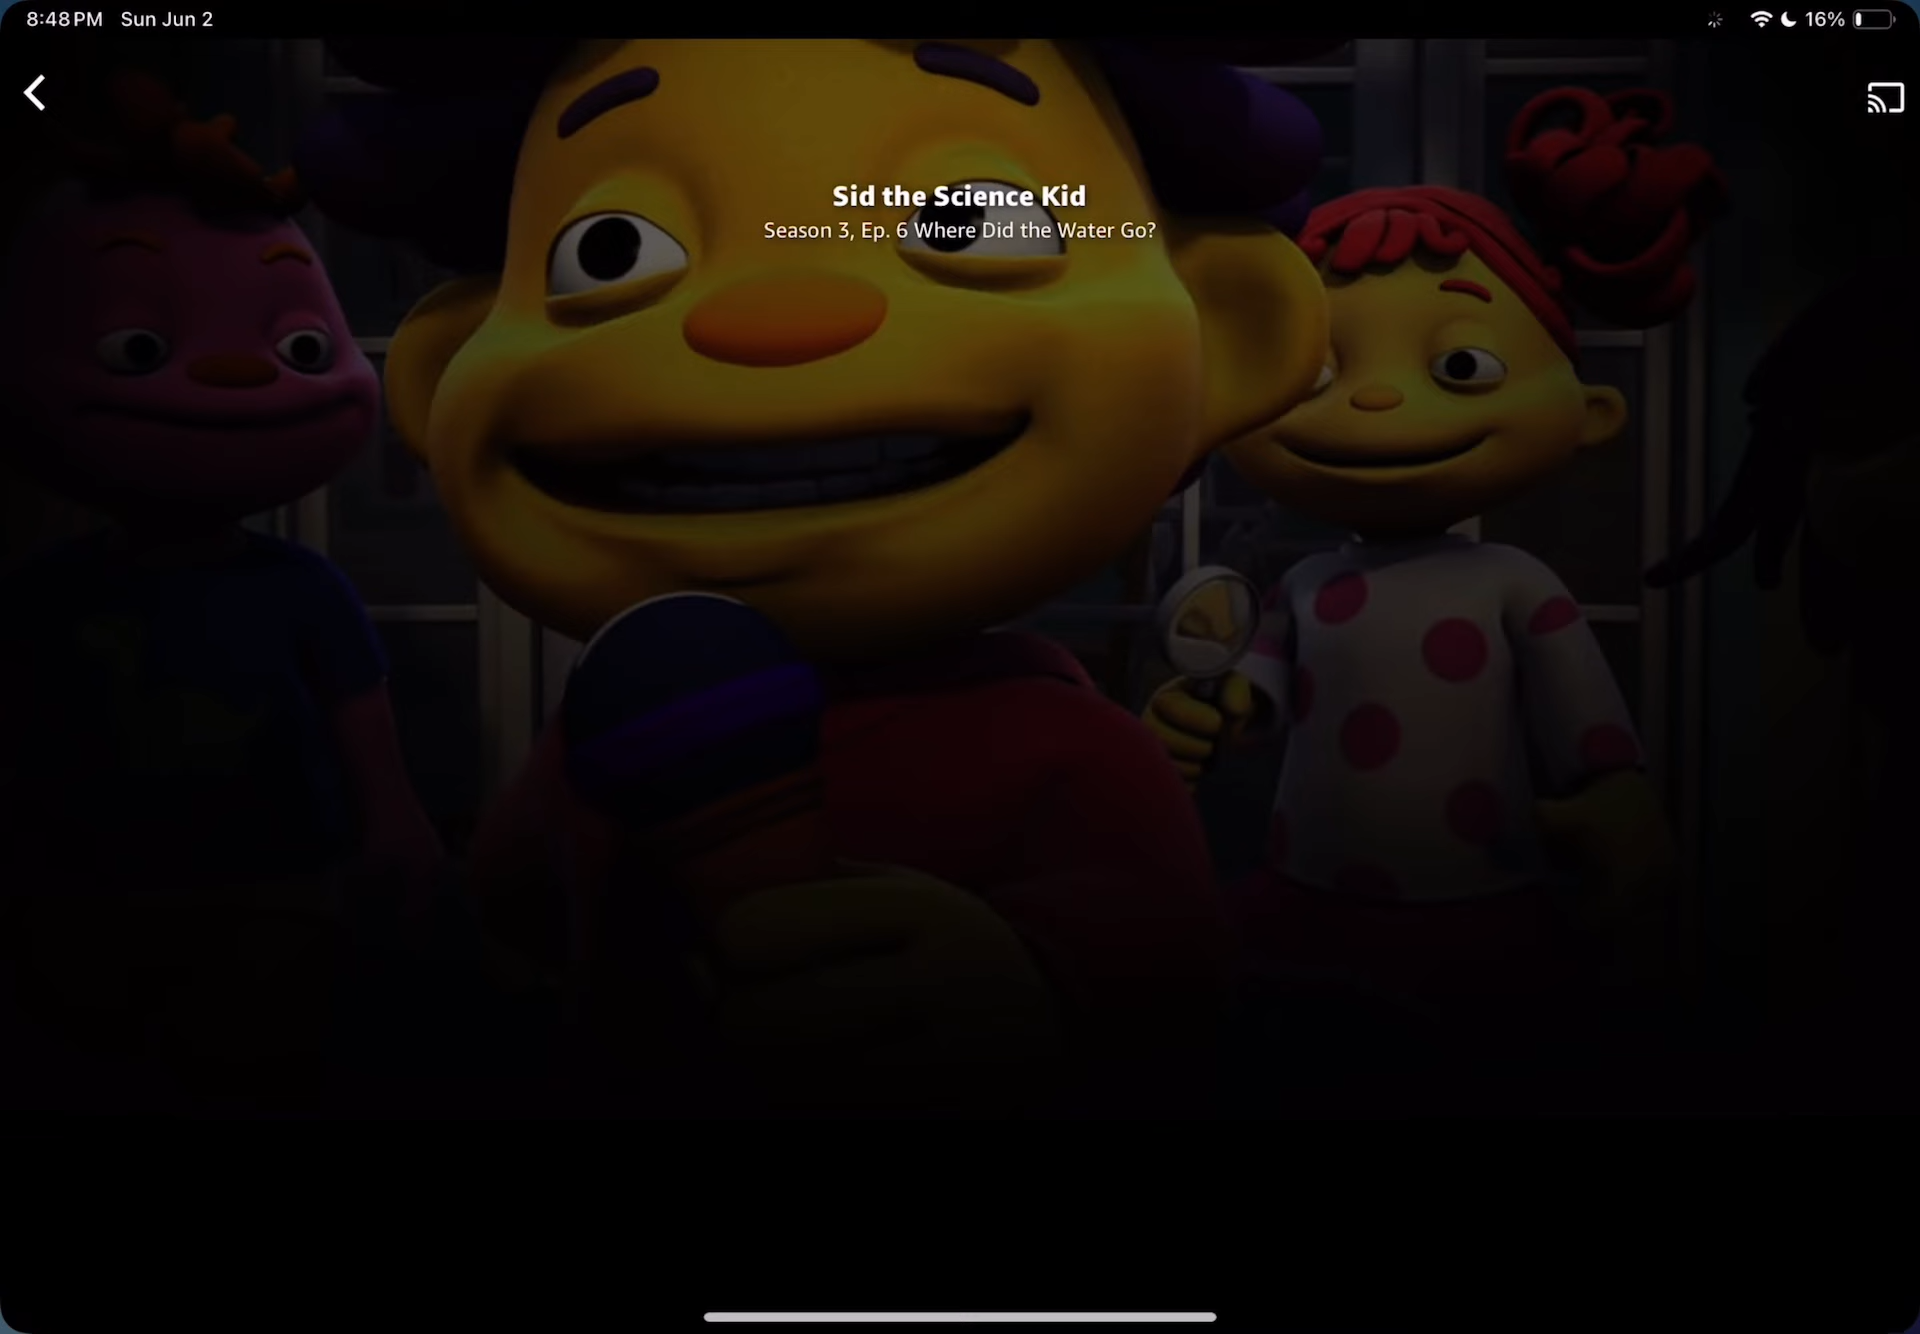 8:48 PM Sun Jun 2
16%
Sid the Science Kid
Season 3, Ep. 6 Where Did the Water Go?